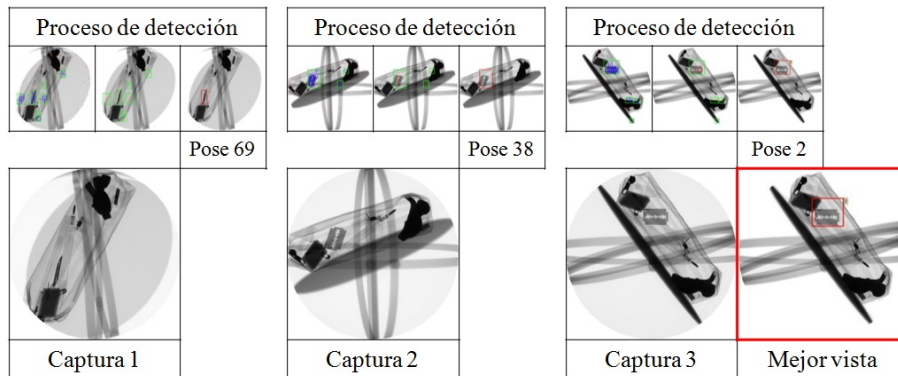 Proceso de detección
Proceso de detección
Proceso de detección
Pose 69
Pose 38
Pose 2
Captura 1
Captura 2
Captura 3
Mejor vista